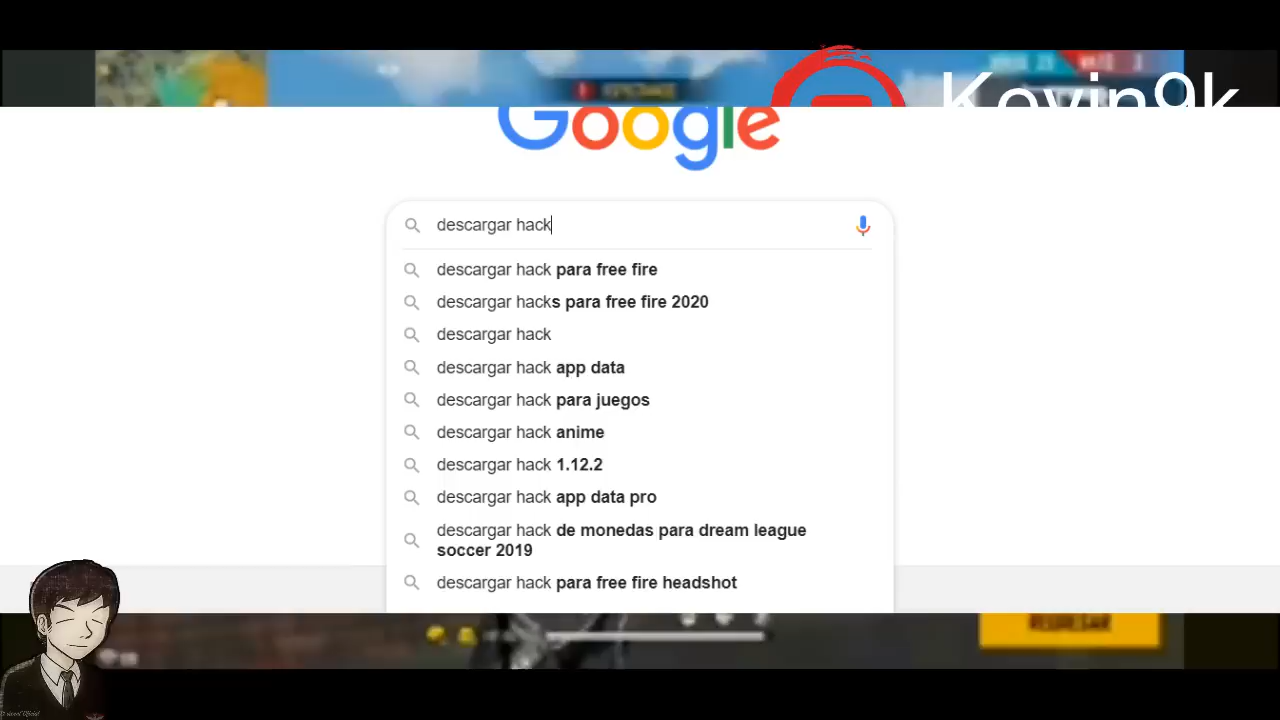 Kevin9k
Google
descargar hack
descargar hack para free fire
descargar hacks para free fire 2020
descargar hack
descargar hack app data
descargar hack para juegos
descargar hack anime
descargar hack 1.12.2
descargar hack app data pro
descargar hack de monedas para dream league
soccer 2019
descargar hack para free fire headshot
REGRESAR